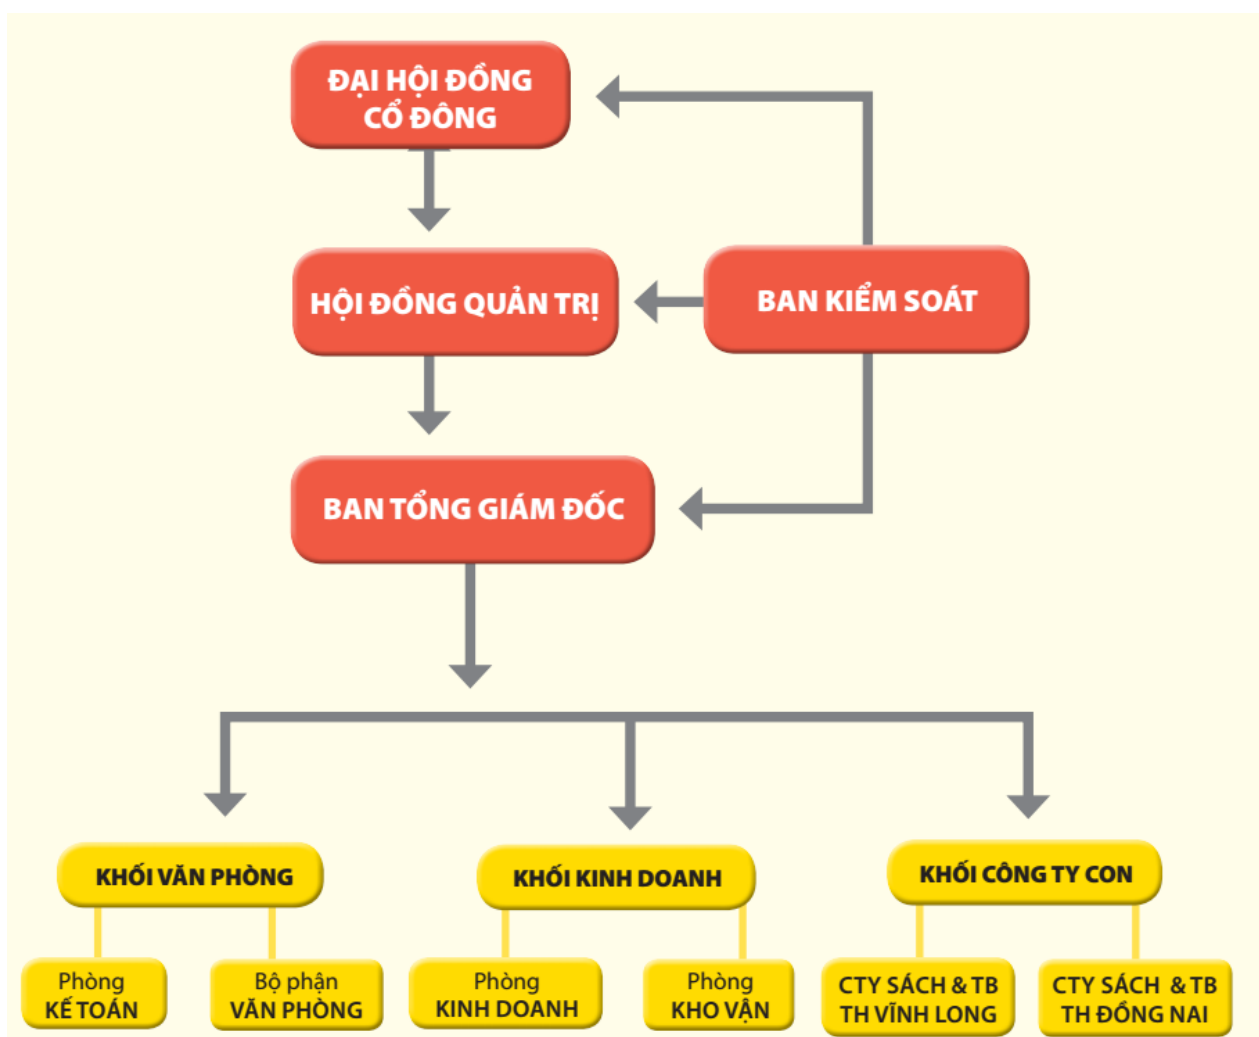 ĐẠI HỘI ĐỒNG
CỔ ĐÔNG
HỘI ĐỒNG QUẢN TRỊ
BAN KIỂM SOÁT
BAN TỔNG GIÁM ĐỐC
KHỐI VĂN PHÒNG
KHỐI KINH DOANH
KHỐI CÔNG TY CON
Phòng
KẾ TOÁN
Bộ phận
VĂN PHÒNG
Phòng
KINH DOANH
Phòng
KHO VẬN
CTY SÁCH & TB
TH VĨNH LONG
CTY SÁCH & TB
TH ĐỒNG NAI